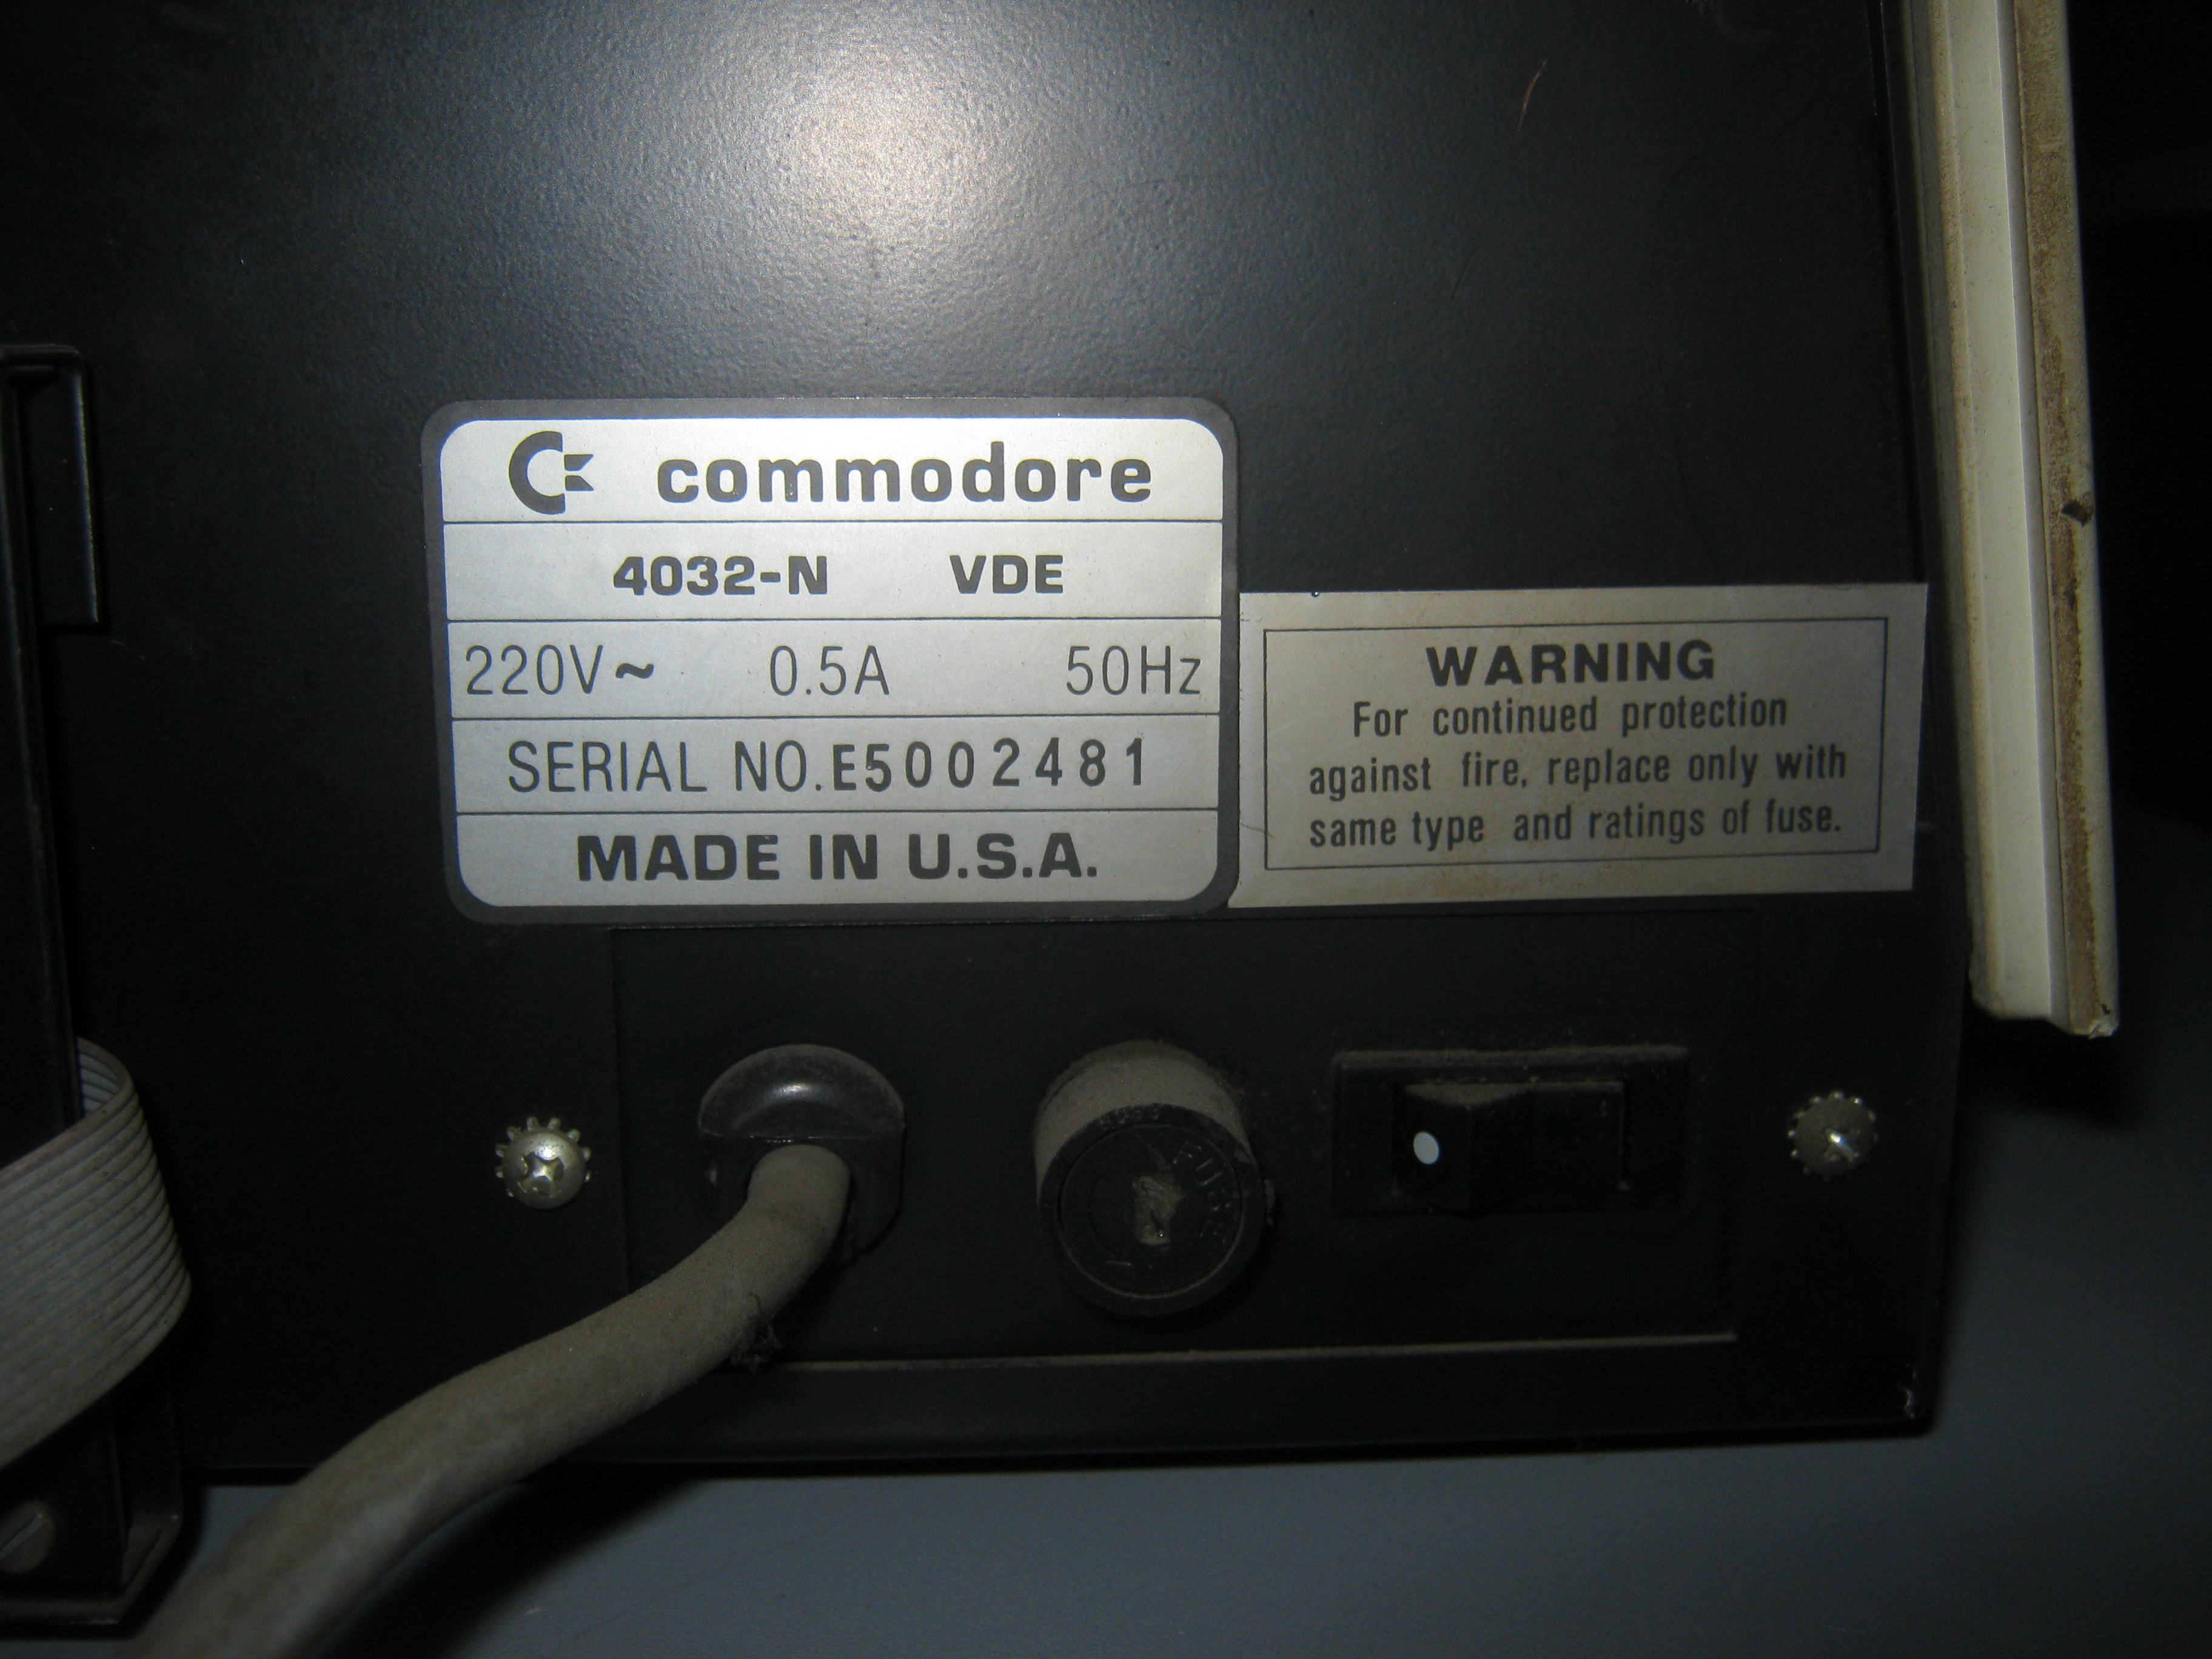 commodore
4032-N VDE
220V~ 0.5A 50Hz
SERIAL NO. E5002481
MADE IN U.S.A.
WARNING
For continued protection
against fire, replace only with
same type and ratings of fuse.
FUSE